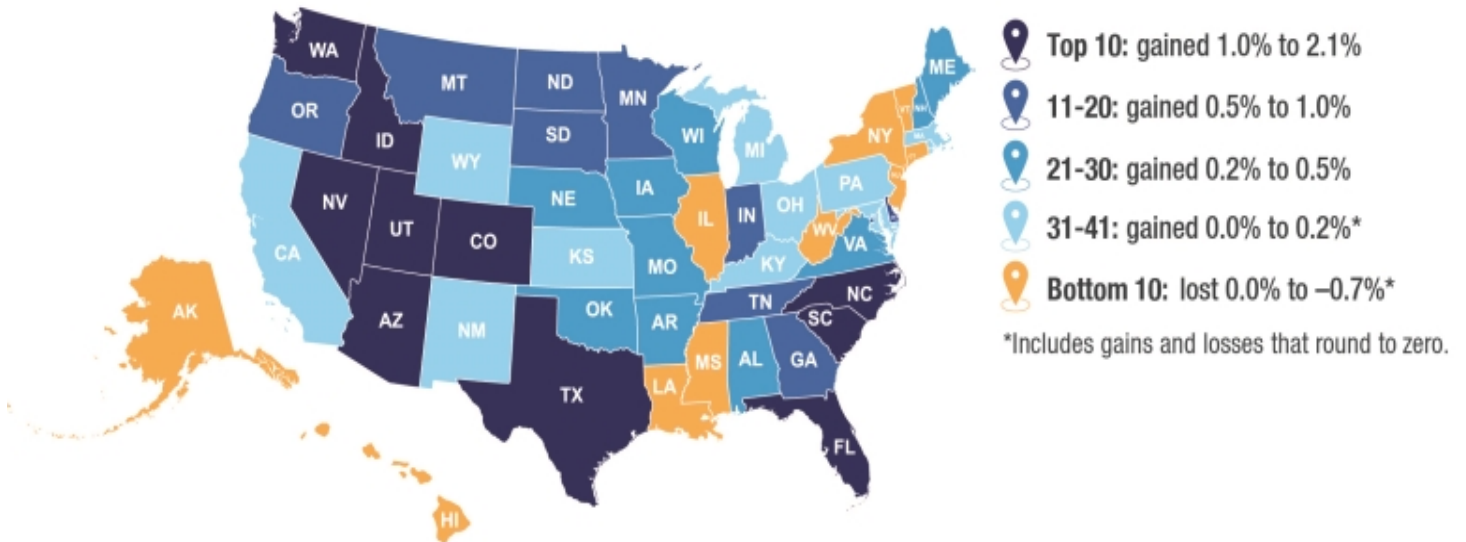 WA
MT
ND
MN
OR
ID
SD
WY
WI
MI
ME
VT
NH
NY
MA
PA
NV
UT
CO
CA
NE
IA
IL
IN
OH
WV
VA
KS
MO
KY
AZ
NM
OK
AR
TN
NC
SC
MS
AL
GA
TX
LA
FL
AK
HI
Top 10: gained 1.0% to 2.1%
11-20: gained 0.5% to 1.0%
21-30: gained 0.2% to 0.5%
31-41: gained 0.0% to 0.2%*
Bottom 10: lost 0.0% to –0.7%*
*Includes gains and losses that round to zero.